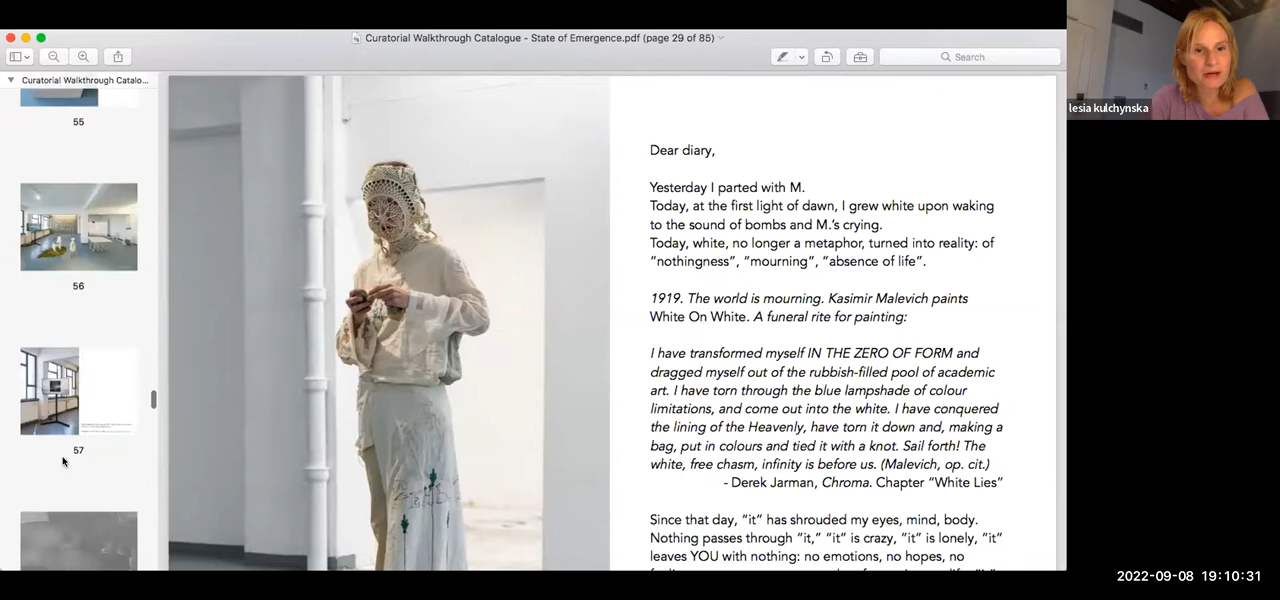 Curatorial Walkthrough Catalogue - State of Emergence.pdf (page 29 of 85)
Search
Curatorial Walkthrough Catalo...
55
56
57
Dear diary,
Yesterday I parted with M.
Today, at the first light of dawn, I grew white upon waking
to the sound of bombs and M.'s crying.
Today, white, no longer a metaphor, turned into reality: of
"nothingness", "mourning", "absence of life".
1919. The world is mourning. Kasimir Malevich paints
White On White. A funeral rite for painting:
I have transformed myself IN THE ZERO OF FORM and
dragged myself out of the rubbish-filled pool of academic
art. I have torn through the blue lampshade of colour
limitations, and come out into the white. I have conquered
the lining of the Heavenly, have torn it down and, making a
bag, put in colours and tied it with a knot. Sail forth! The
white, free chasm, infinity is before us. (Malevich, op. cit.)
- Derek Jarman, Chroma. Chapter "White Lies"
Since that day, "it" has shrouded my eyes, mind, body.
Nothing passes through "it," "it" is crazy, "it" is lonely, "it"
leaves YOU with nothing: no emotions, no hopes, no
lesia kulchynska
2022-09-08 19:10:31